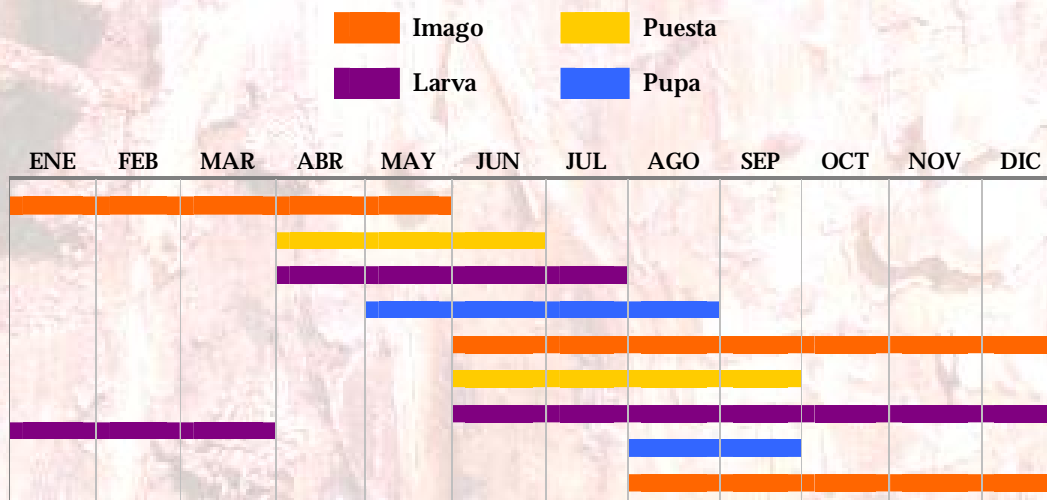 Imago Puesta
Larva Pupa
ENE FEB MAR ABR MAY JUN JUL AGO SEP OCT NOV DIC